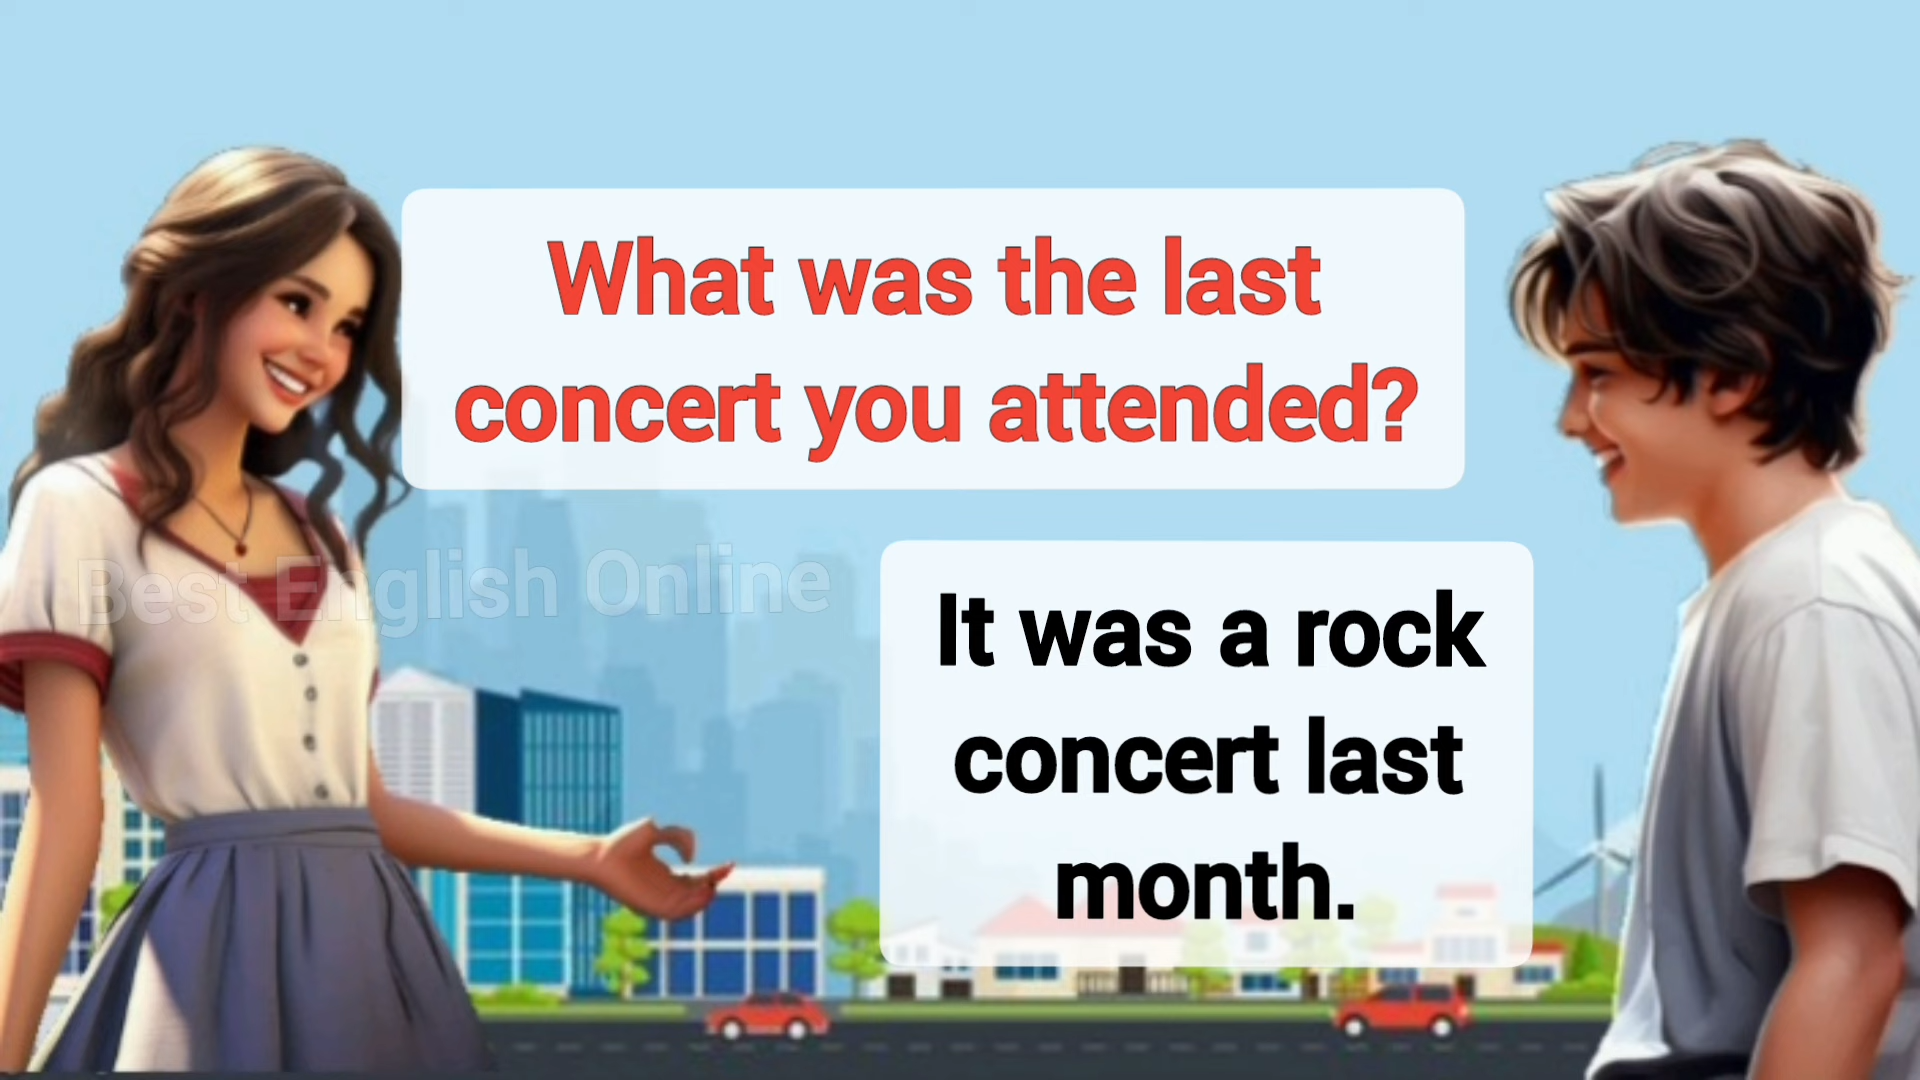 What was the last
concert you attended?
Best English Online
It was a rock
concert last
month.